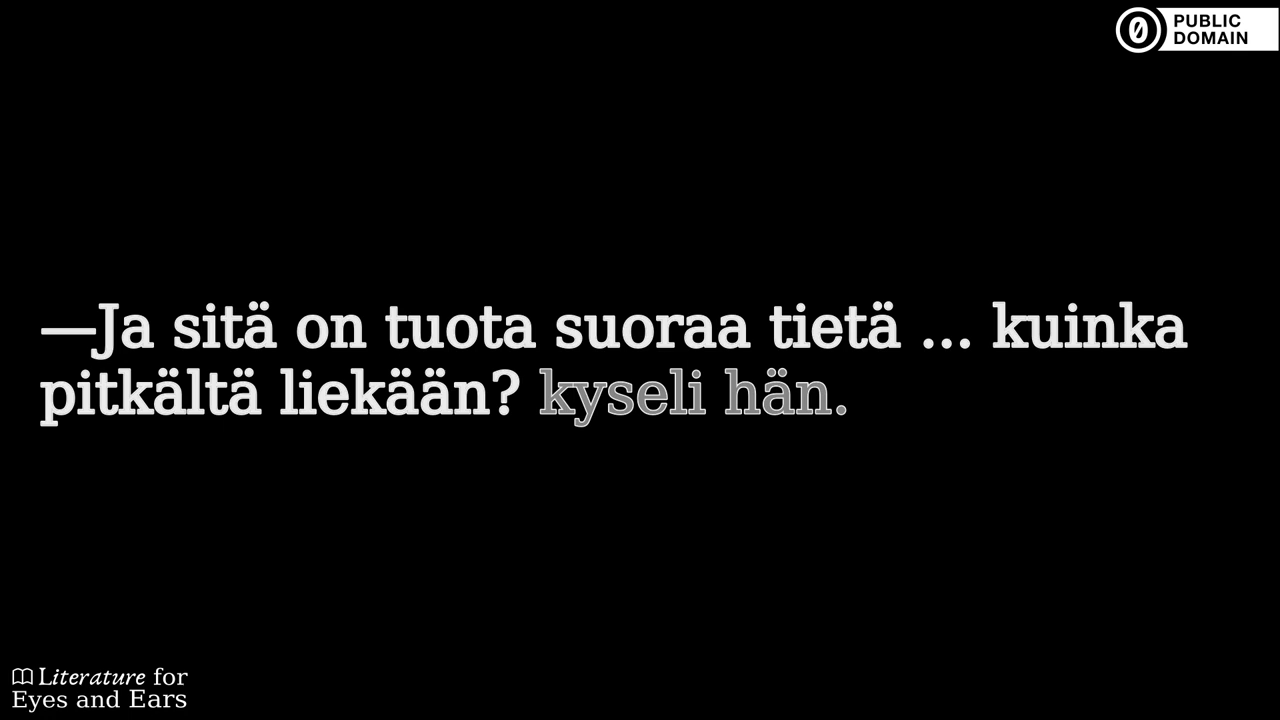 PUBLIC
DOMAIN
—Ja sitä on tuota suoraa tietä ... kuinka
pitkältä liekään? kyseli hän.
Literature for
Eyes and Ears